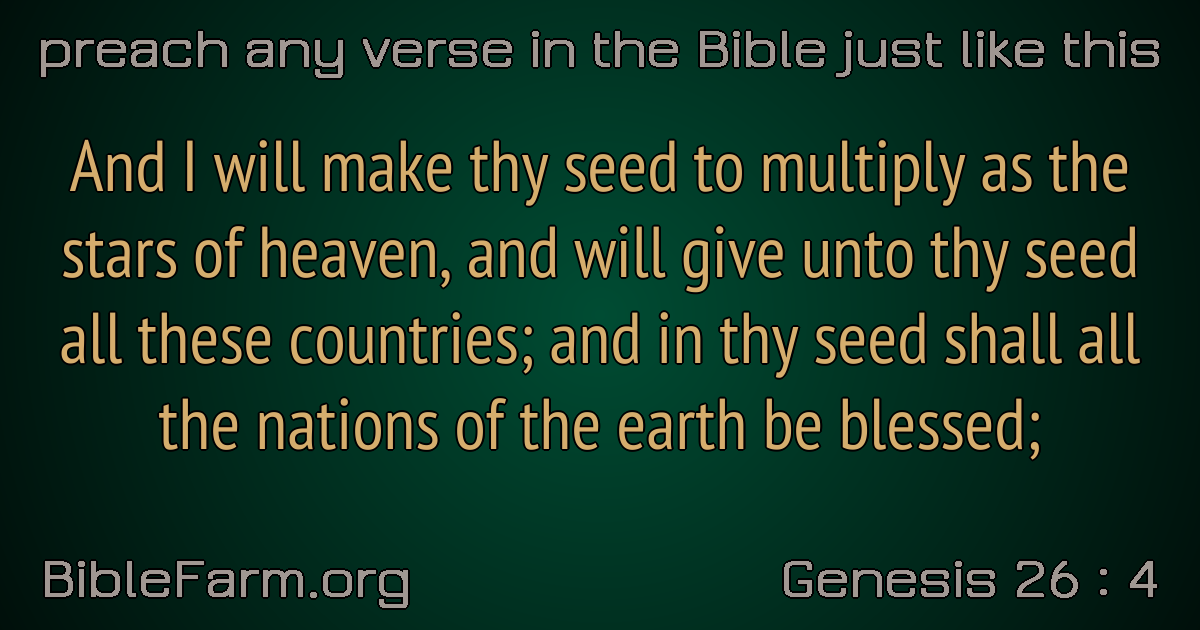 preach any verse in the Bible just like this
And I will make thy seed to multiply as the
stars of heaven, and will give unto thy seed
all these countries; and in thy seed shall all
the nations of the earth be blessed;
BibleFarm.org
Genesis 26 : 4